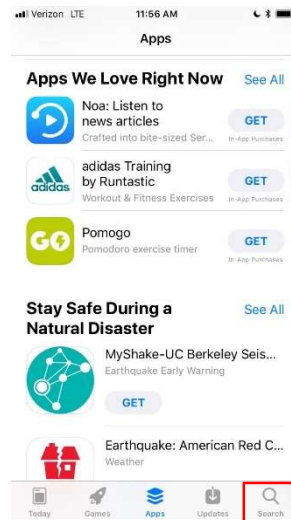 Verizon LTE 11:56 AM
Apps
Apps We Love Right Now See All
Noa: Listen to
news articles
GET
Crafted into bite-sized Ser...
In-App Purchases
adidas
adidas Training
by Runtastic
GET
Workout & Fitness Exercises
In-App Purchases
GO
Pomogo
GET
Pomodoro exercise timer
In-App Purchases
Stay Safe During a
Natural Disaster
See All
MyShake-UC Berkeley Seis...
Earthquake Early Warning
GET
Earthquake: American Red C...
Weather
Today Games Apps Updates Search